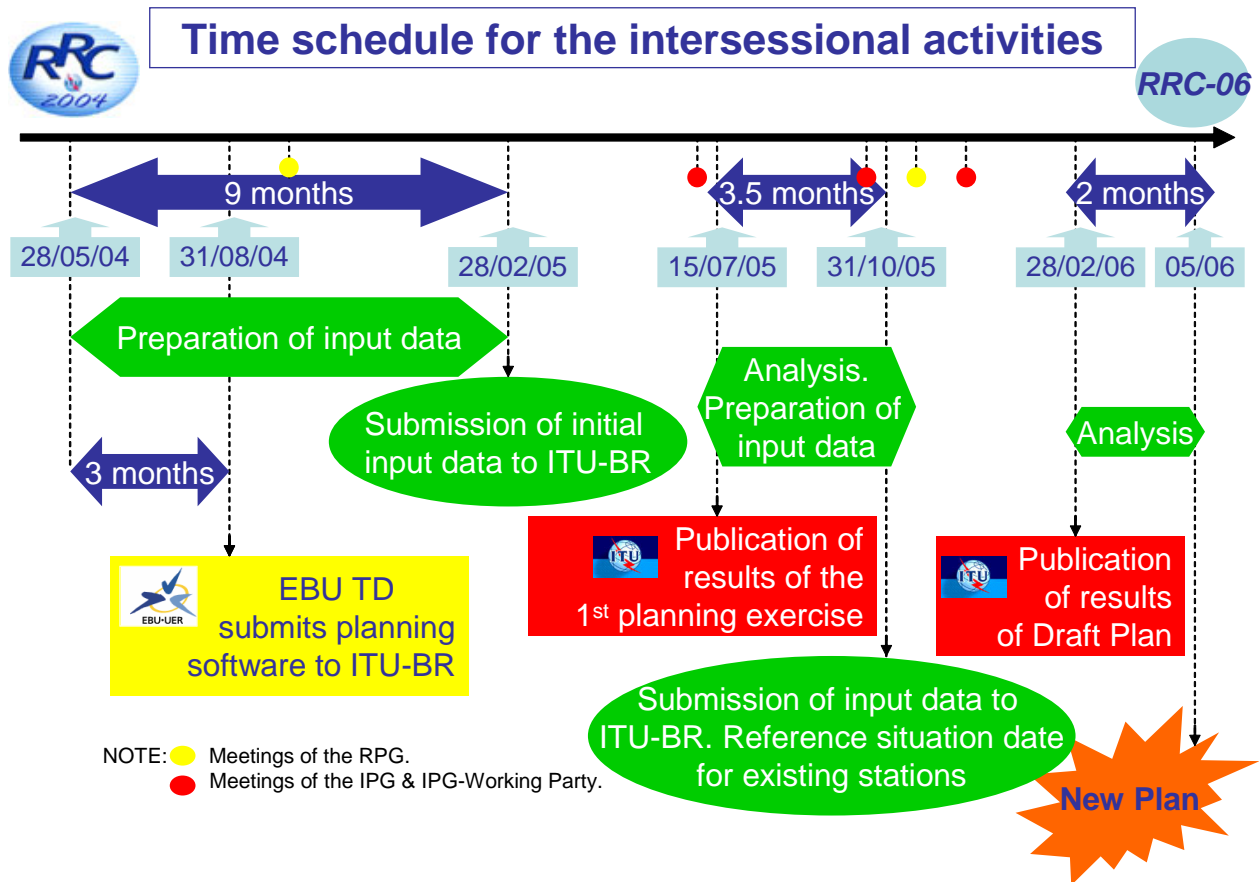 Time schedule for the intersessional activities
RRC
2004
RRC-06
9 months
3.5 months
2 months
28/05/04
31/08/04
28/02/05
15/07/05
31/10/05
28/02/06
05/06
Preparation of input data
Analysis.
Preparation of
input data
Submission of initial
input data to ITU-BR
Analysis
3 months
EBU·UER
EBU TD
submits planning
software to ITU-BR
ITU
Publication of
results of the
1st planning exercise
ITU
Publication
of results
of Draft Plan
Submission of input data to
ITU-BR. Reference situation date
for existing stations
New Plan
NOTE: Meetings of the RPG.
Meetings of the IPG & IPG-Working Party.